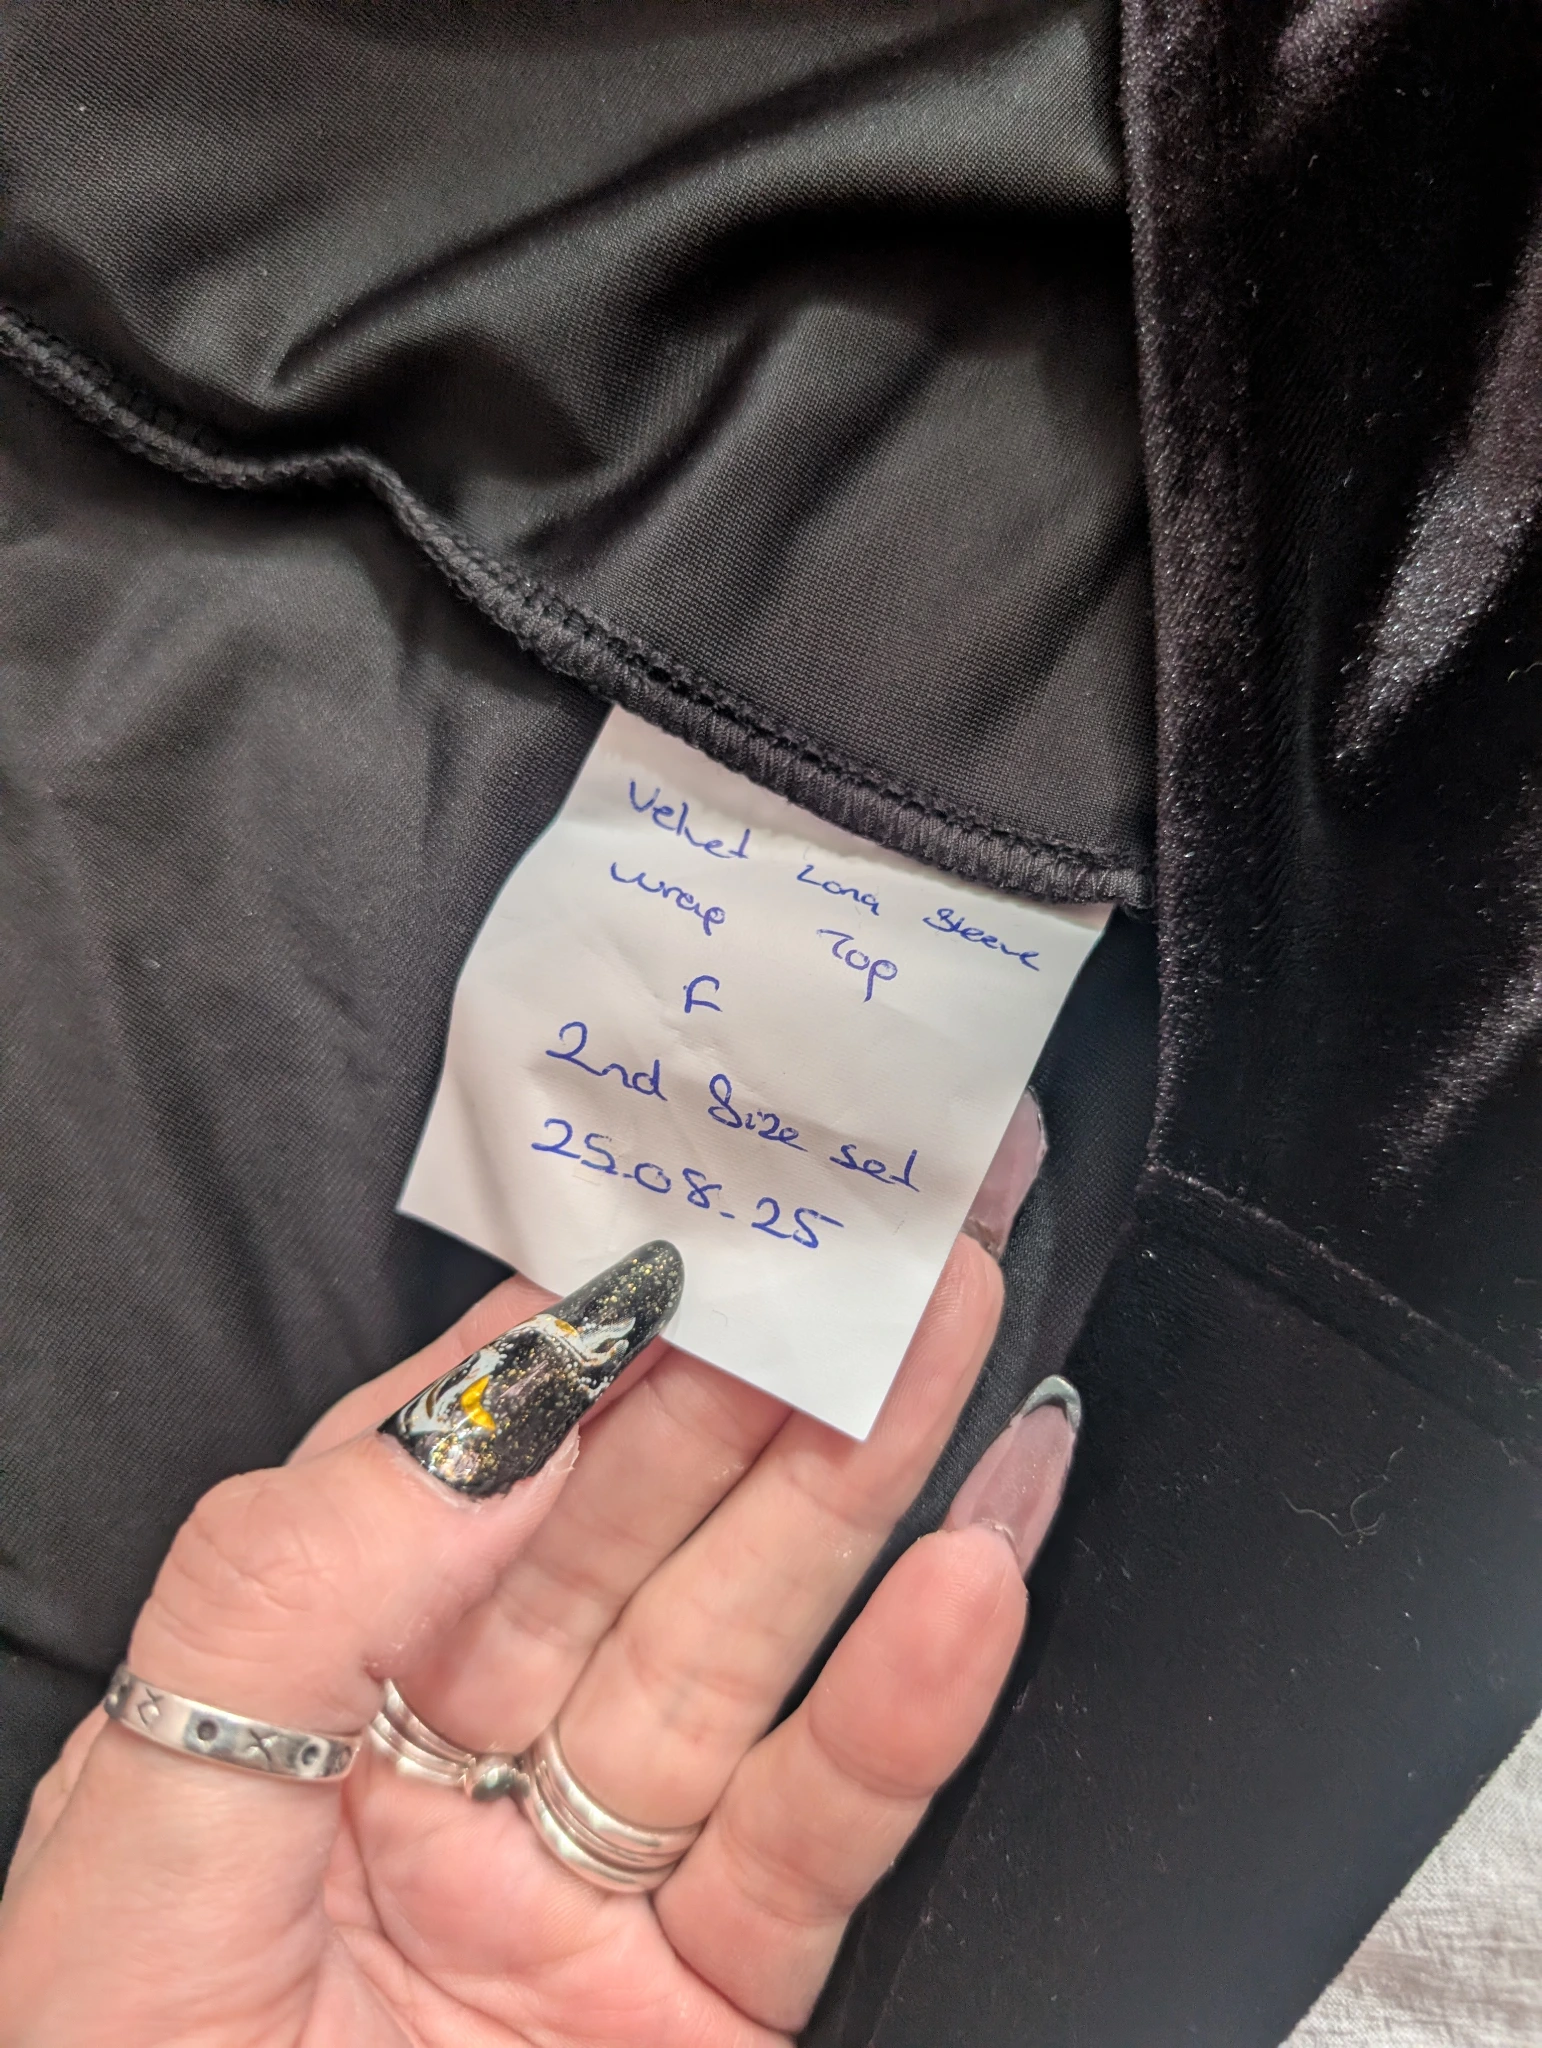 Velvet Long Sleeve
Wrap Top
F
2nd Size set
25.08.25